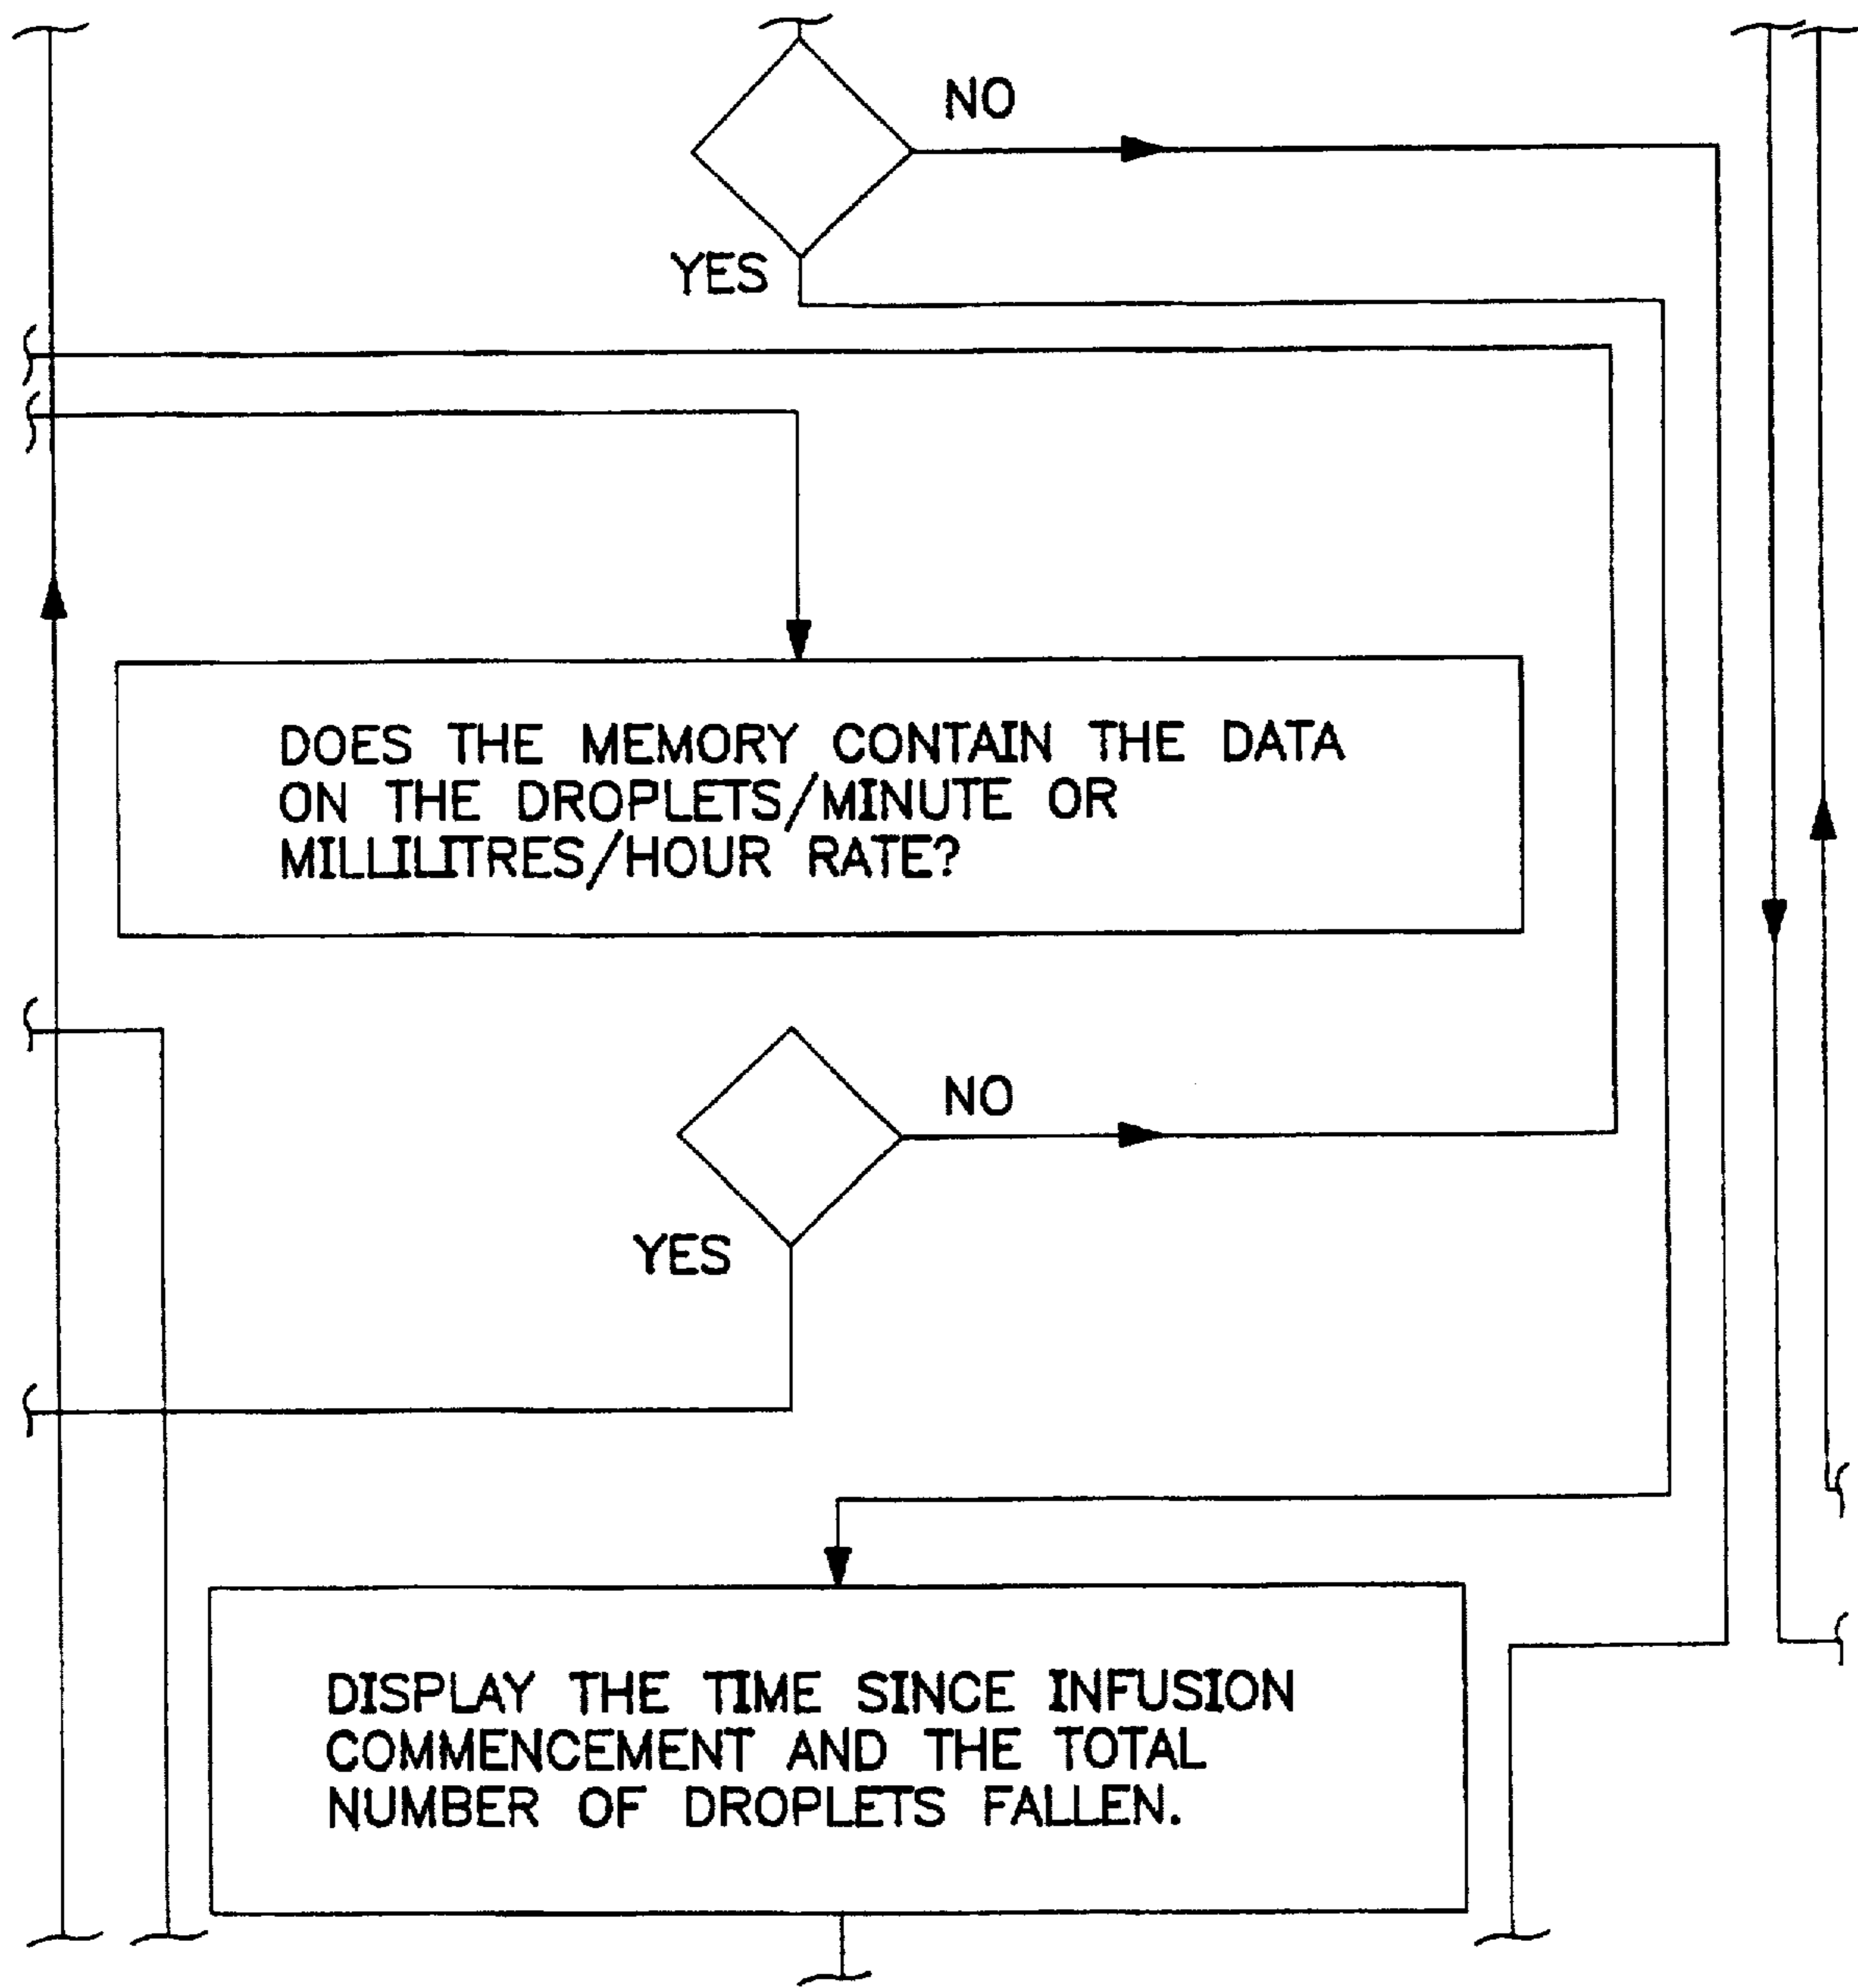 NO
YES
DOES THE MEMORY CONTAIN THE DATA
ON THE DROPLETS/MINUTE OR
MILLILITRES/HOUR RATE?
NO
YES
DISPLAY THE TIME SINCE INFUSION
COMMENCEMENT AND THE TOTAL
NUMBER OF DROPLETS FALLEN.